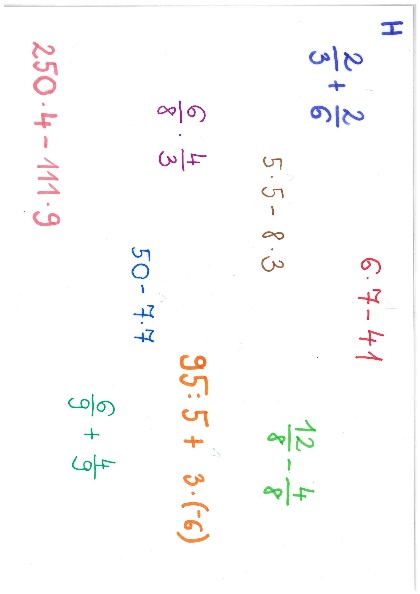 H
2/3 + 2/6
6·7-41
12/8 - 4/8
5·5-8·3
6/8 · 4/3
95:5 + 3·(-6)
50-7·7
6/9 + 4/9
250·4-111·9